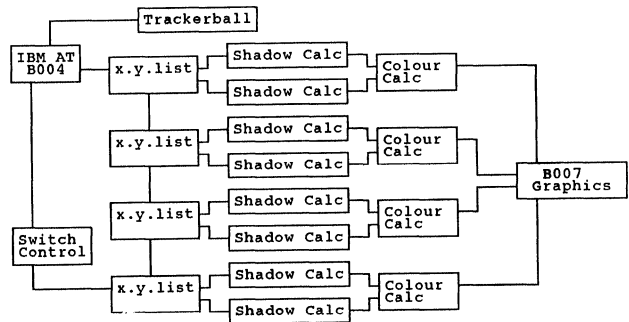 Trackerball
IBM AT
B004
x.y.list
Shadow Calc
Shadow Calc
Colour
Calc
x.y.list
Shadow Calc
Shadow Calc
Colour
Calc
B007
Graphics
x.y.list
Shadow Calc
Shadow Calc
Colour
Calc
Switch
Control
x.y.list
Shadow Calc
Shadow Calc
Colour
Calc